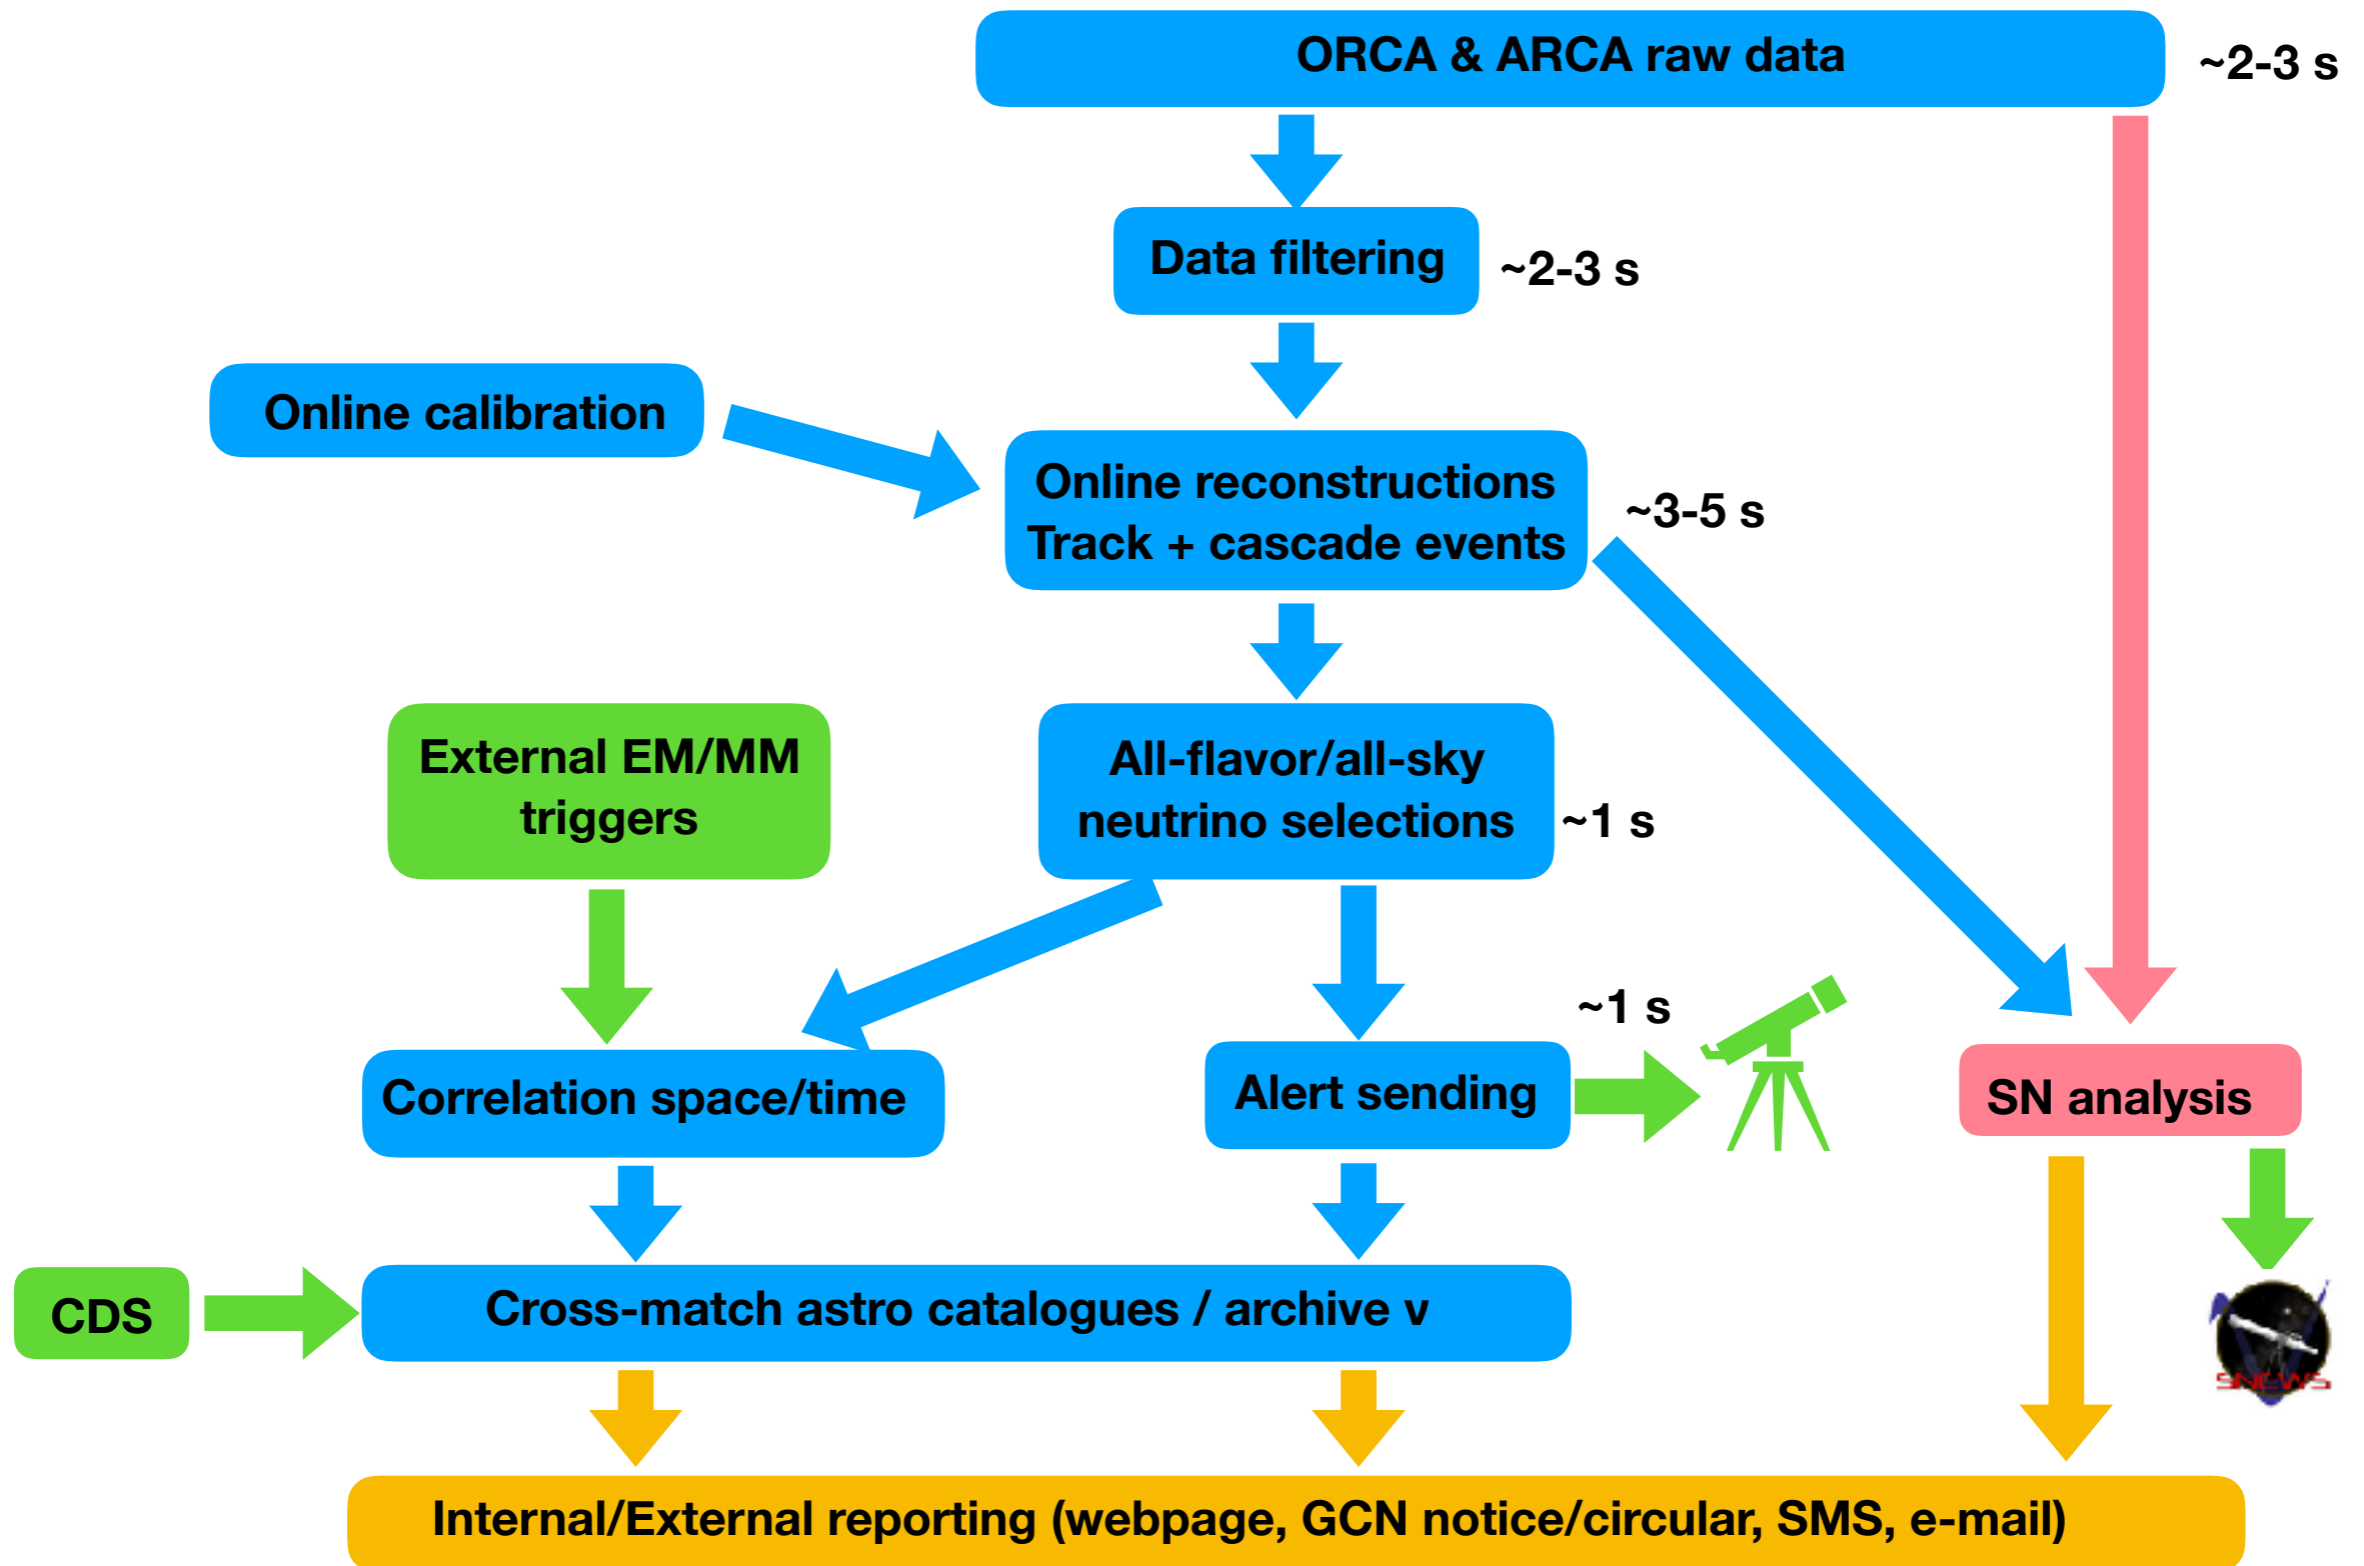 ORCA & ARCA raw data
~2-3 s
Data filtering
~2-3 s
Online calibration
Online reconstructions
Track + cascade events
~3-5 s
External EM/MM
triggers
All-flavor/all-sky
neutrino selections
~1 s
~1 s
Correlation space/time
Alert sending
SN analysis
CDS
Cross-match astro catalogues / archive ν
SNEWS
Internal/External reporting (webpage, GCN notice/circular, SMS, e-mail)